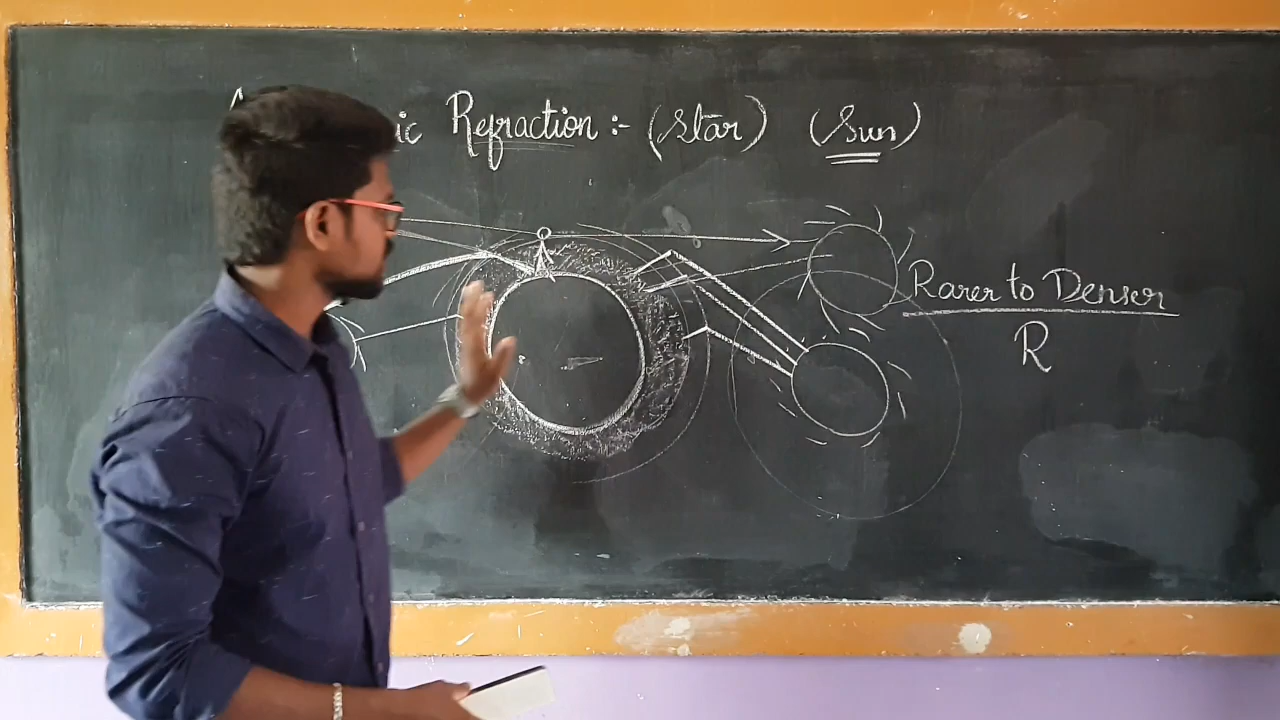 ic Refraction :- (Star) (Sun)
Rarer to Denser
R